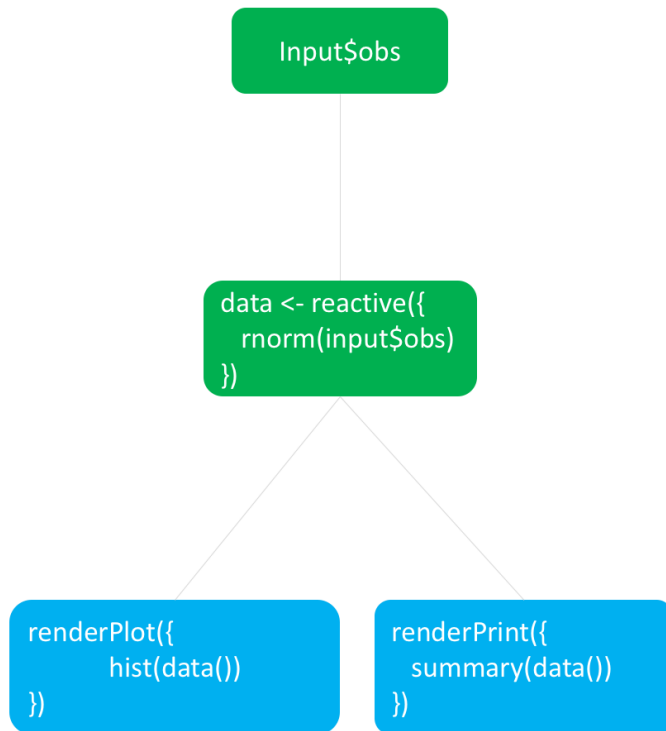 Input$obs
data <- reactive({
rnorm(input$obs)
})
renderPlot({
hist(data())
})
renderPrint({
summary(data())
})